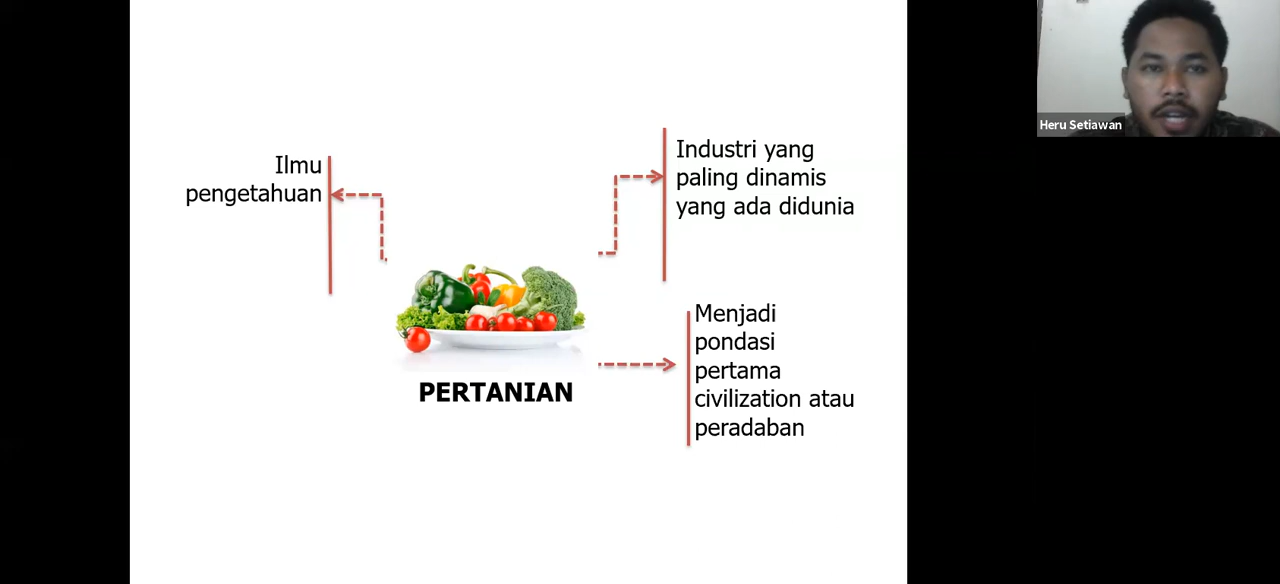 Ilmu
pengetahuan
Industri yang
paling dinamis
yang ada didunia
Menjadi
pondasi
pertama
civilization atau
peradaban
PERTANIAN
Heru Setiawan